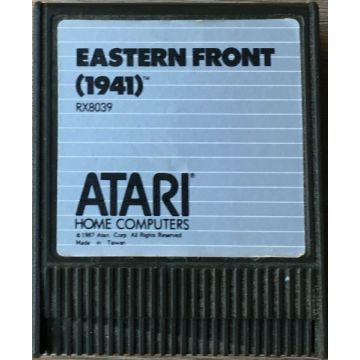 EASTERN FRONT
(1941)™
RX8039
ATARI®
HOME COMPUTERS
©1987 Atari Corp. All Rights Reserved.
Made in Taiwan